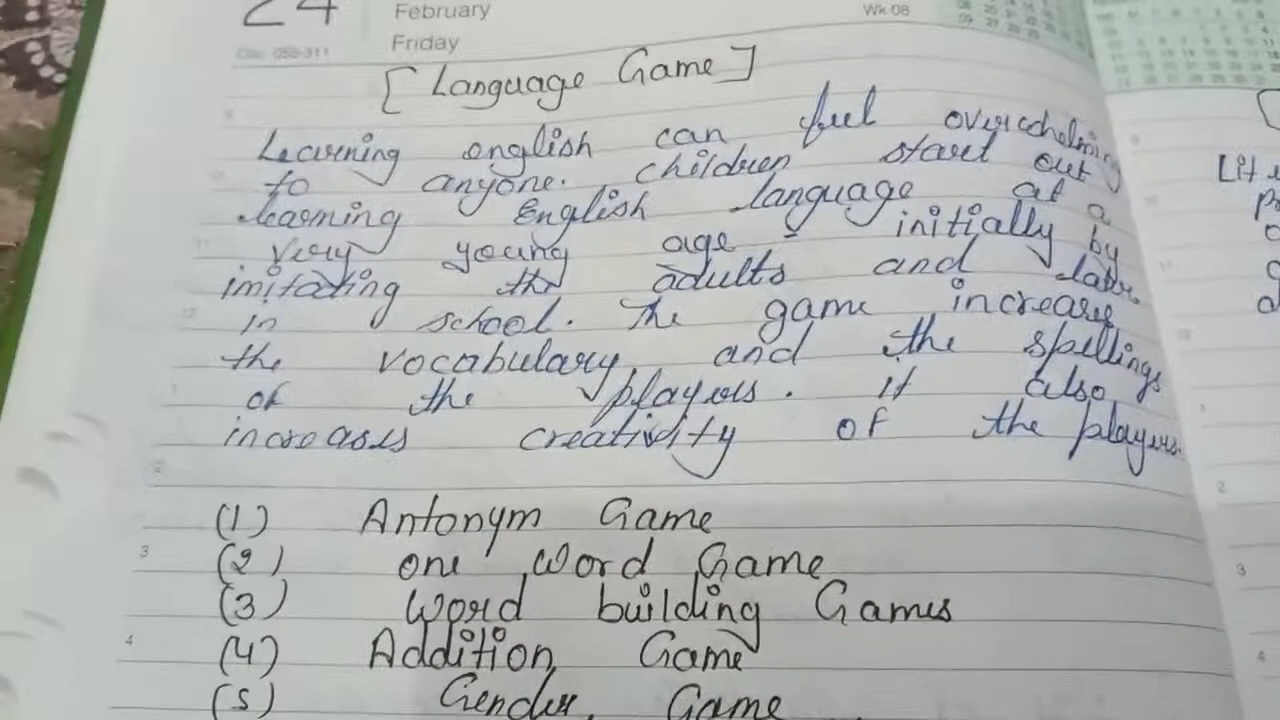 24
February
Wk 08
Friday
[Language Game]
Learning english can feel overwhelming
to anyone. children start out
learning English language at a
very young age - initially by
imitating the adults and later
in school. The game increase
the vocabulary and the spellings
of the players. It also
increases creativity of the players.
(1) Antonym Game
(2) one word Game
(3) Word building Games
(4) Addition Game
(5) Gender Game